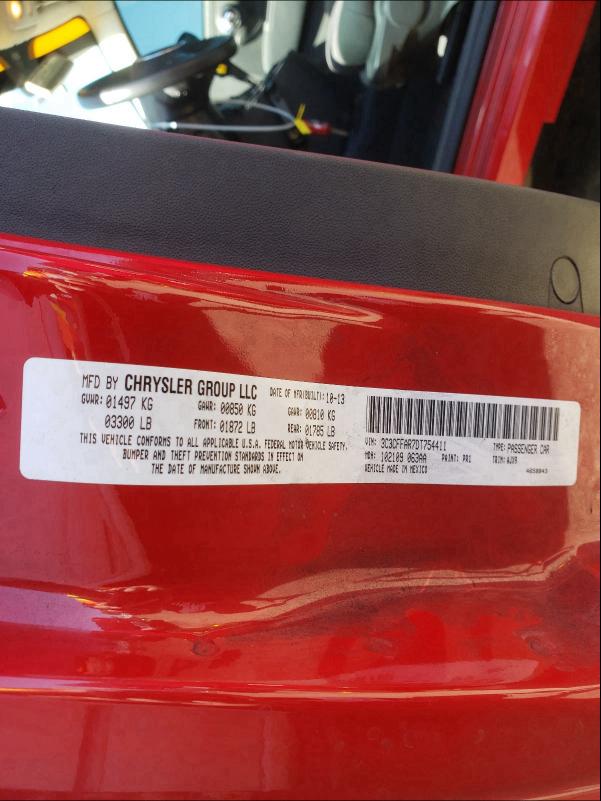 MFD BY CHRYSLER GROUP LLC DATE OF MFR(BUILT): 10-13
GVWR: 01497 KG GAWR: 00850 KG GAWR: 00810 KG
03300 LB FRONT: 01872 LB REAR: 01785 LB
THIS VEHICLE CONFORMS TO ALL APPLICABLE U.S.A. FEDERAL MOTOR VEHICLE SAFETY,
BUMPER AND THEFT PREVENTION STANDARDS IN EFFECT ON
THE DATE OF MANUFACTURE SHOWN ABOVE.
VIN: 3C3CFFAR7DT754411 TYPE: PASSENGER CAR
MDH: 102109 063AA PAINT: PR1 TRIM:
VEHICLE MADE IN MEXICO